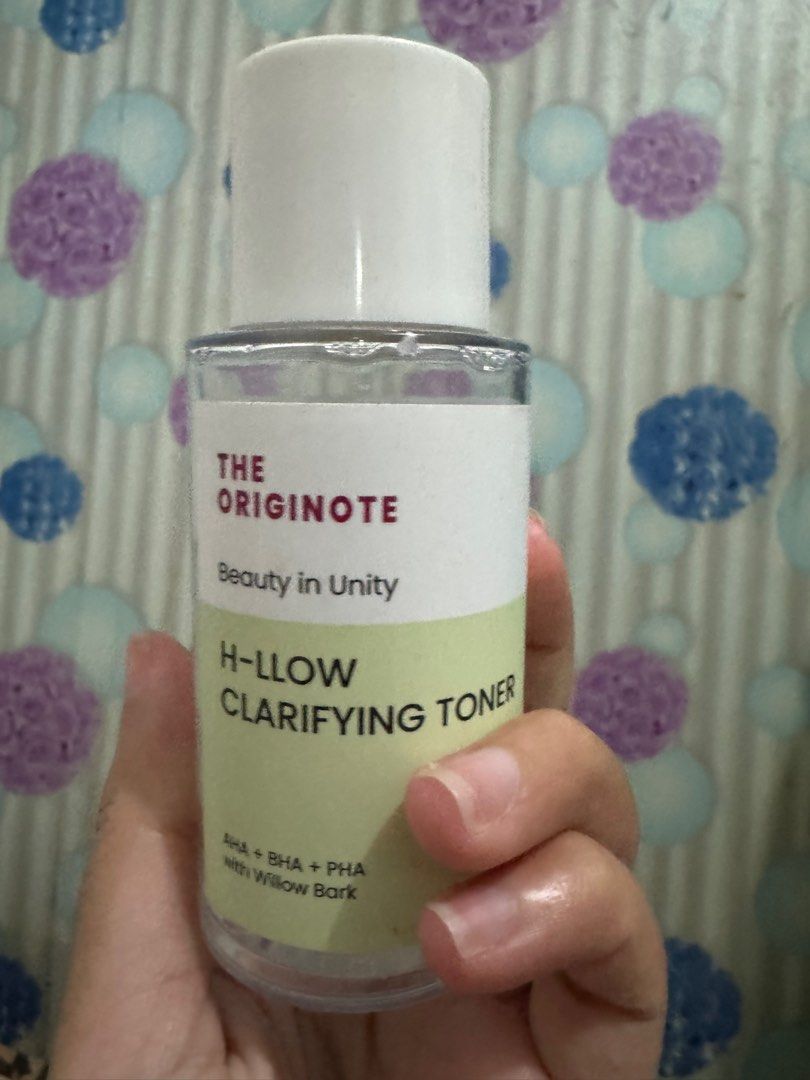 THE
ORIGINOTE
Beauty in Unity
H-LLOW
CLARIFYING TONER
AHA + BHA + PHA
with Willow Bark